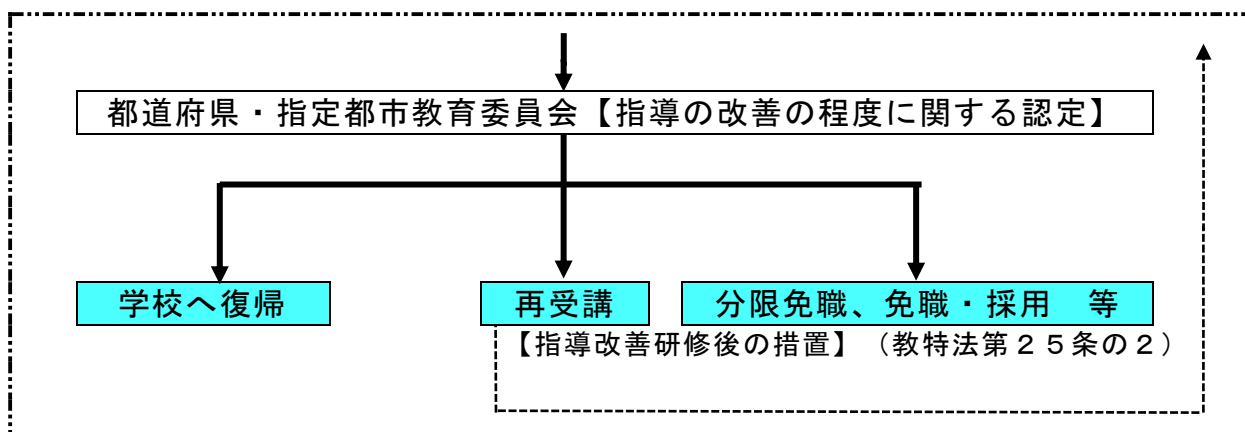 都道府県・指定都市教育委員会【指導の改善の程度に関する認定】
学校へ復帰
再受講
分限免職、免職・採用　等
【指導改善研修後の措置】（教特法第２５条の２）